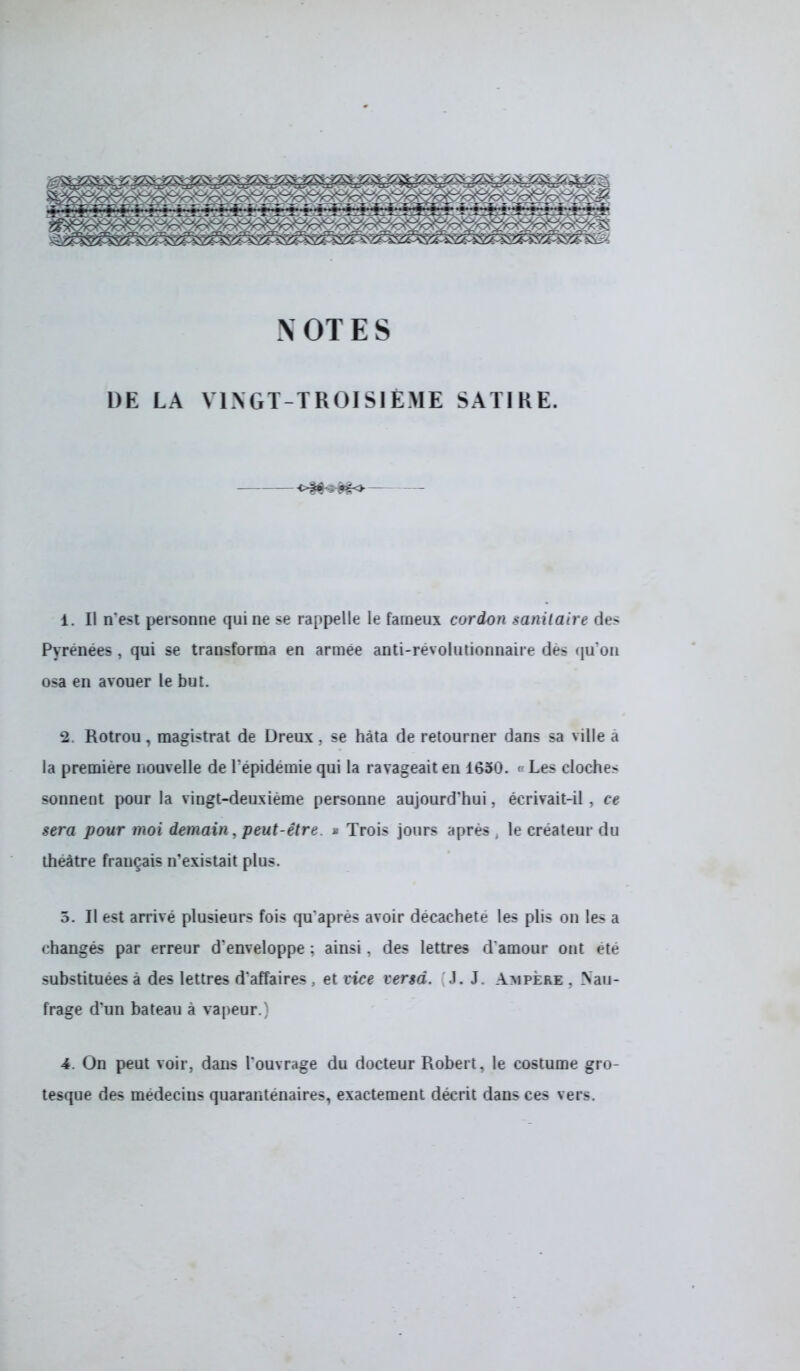 NOTES
DE LA VINGT-TROISIÈME SATIRE.
1. Il n'est personne qui ne se rappelle le fameux cordon sanitaire des
Pyrénées, qui se transforma en armée anti-révolutionnaire dès qu'on
osa en avouer le but.
2. Rotrou, magistrat de Dreux, se hâta de retourner dans sa ville à
la première nouvelle de l'épidémie qui la ravageait en 1650. « Les cloches
sonnent pour la vingt-deuxième personne aujourd'hui, écrivait-il, ce
sera pour moi demain, peut-être. » Trois jours après, le créateur du
théâtre français n'existait plus.
3. Il est arrivé plusieurs fois qu'après avoir décacheté les plis on les a
changés par erreur d'enveloppe; ainsi, des lettres d'amour ont été
substituées à des lettres d'affaires, et vice versâ. (J. J. AMPÈRE, Nau-
frage d'un bateau à vapeur.)
4. On peut voir, dans l'ouvrage du docteur Robert, le costume gro-
tesque des médecins quaranténaires, exactement décrit dans ces vers.